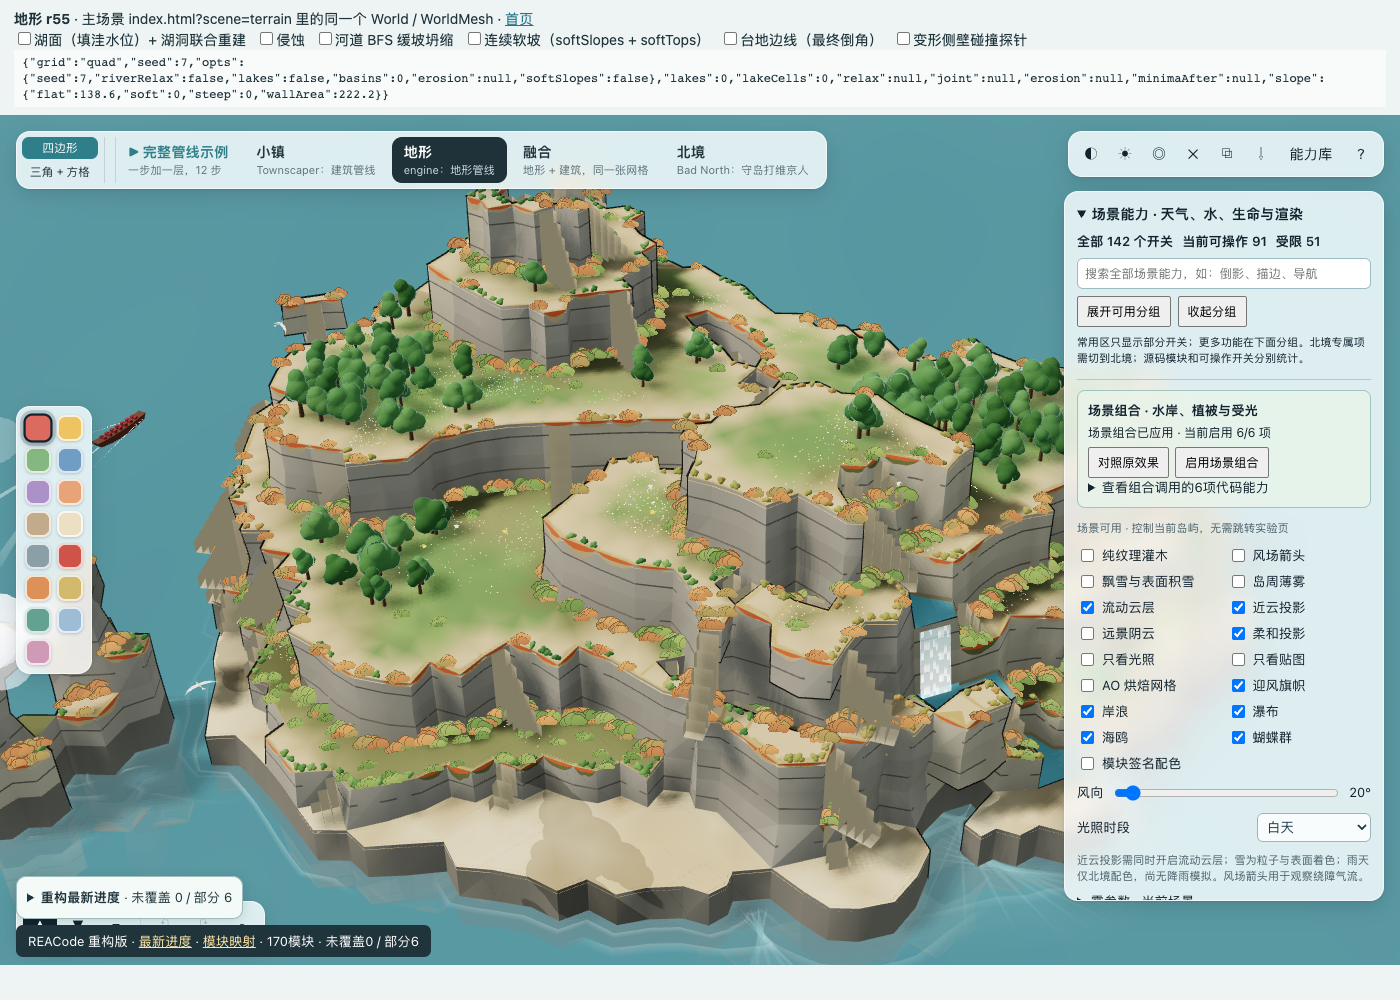 地形 r55 · 主场景 index.html?scene=terrain 里的同一个 World / WorldMesh · 首页
湖面（填洼水位）+ 湖洞联合重建 侵蚀 河道 BFS 缓坡坍缩 连续软坡（softSlopes + softTops） 台地边线（最终倒角） 变形侧壁碰撞探针
{"grid":"quad","seed":7,"opts":
{"seed":7,"riverRelax":false,"lakes":false,"basins":0,"erosion":null,"softSlopes":false},"lakes":0,"lakeCells":0,"relax":null,"joint":null,"erosion":null,"minimaAfter":null,"slope":
{"flat":138.6,"soft":0,"steep":0,"wallArea":222.2}}
四边形
三角 + 方格
▶ 完整管线示例
一步加一层，12 步
小镇
Townscaper：建筑管线
地形
engine：地形管线
融合
地形 + 建筑，同一张网格
北境
Bad North：守岛打维京人
能力库 ?
▼ 场景能力 · 天气、水、生命与渲染
全部 142 个开关 当前可操作 91 受限 51
搜索全部场景能力，如：倒影、描边、导航
展开可用分组 收起分组
常用区只显示部分开关；更多功能在下面分组。北境专属项
需切到北境；源码模块和可操作开关分别统计。
场景组合 · 水岸、植被与受光
场景组合已应用 · 当前启用 6/6 项
对照原效果 启用场景组合
▶ 查看组合调用的6项代码能力
场景可用 · 控制当前岛屿，无需跳转实验页
纯纹理灌木 风场箭头
飘雪与表面积雪 岛周薄雾
流动云层 近云投影
远景阴云 柔和投影
只看光照 只看贴图
AO 烘焙网格 迎风旗帜
岸浪 瀑布
海鸥 蝴蝶群
模块签名配色
风向 20°
光照时段 白天
近云投影需同时开启流动云层；雪为粒子与表面着色；雨天
仅北境配色，尚无降雨模拟。风场箭头用于观察绕障气流。
▶ 重构最新进度 · 未覆盖 0 / 部分 6
REACode 重构版 · 最新进度 · 模块映射 · 170模块 · 未覆盖0 / 部分6